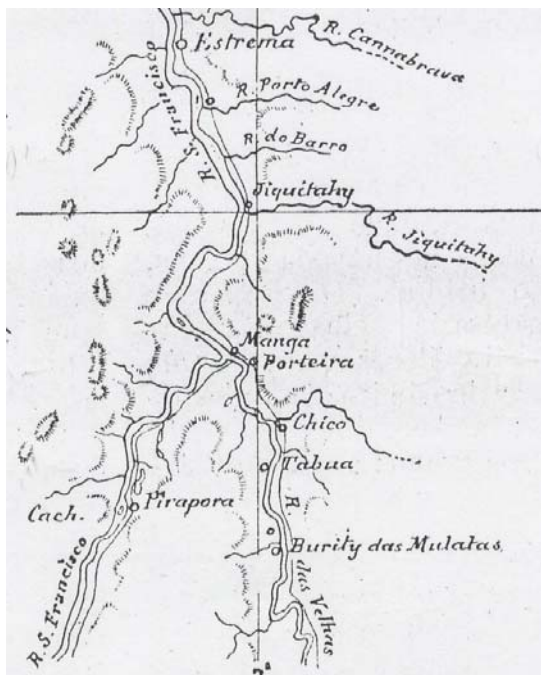 Estrema
R. Cannabrava
R. S. Francisco
R. Porto Alegre
R. do Barro
Jiquitahy
R. Jiquitahy
Manga
Porteira
Chico
Tabua
Cach. Pirapora
Burity das Mulatas
R. das Velhas
R. S. Francisco